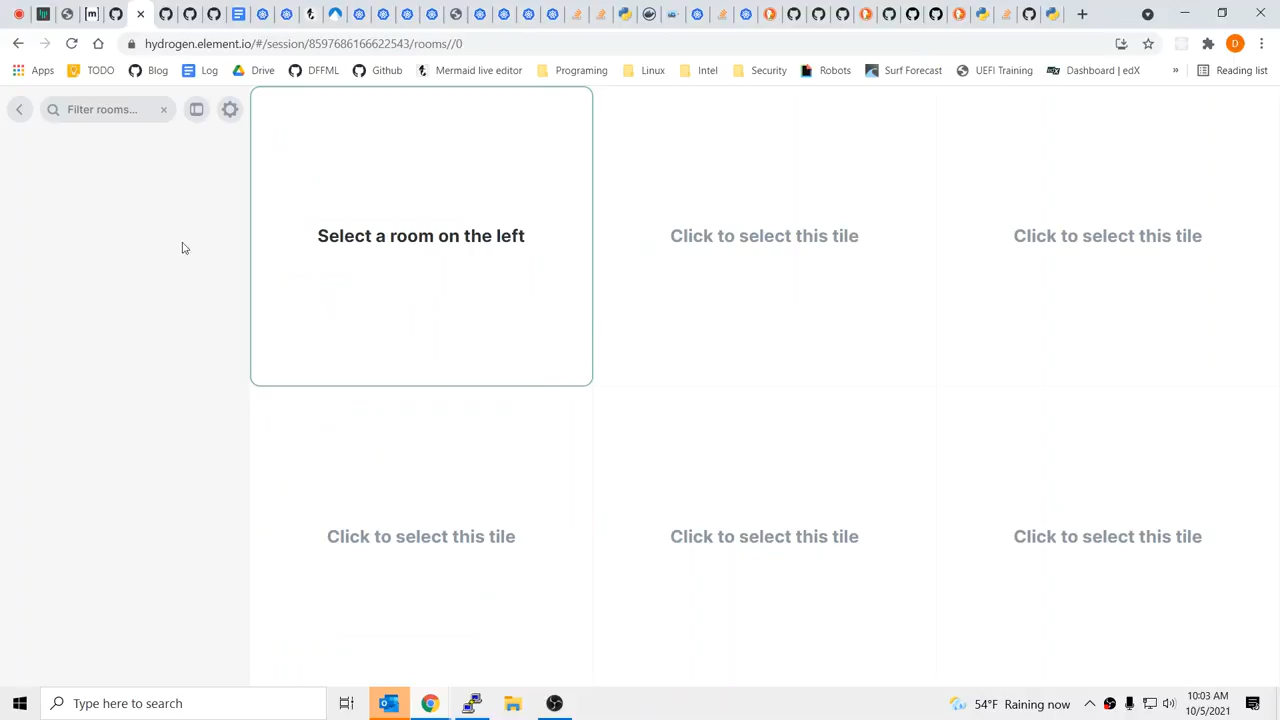 hydrogen.element.io/#/session/8597686166622543/rooms//0
Apps
TODO
Blog
Log
Drive
DFFML
Github
Mermaid live editor
Programing
Linux
Intel
Security
Robots
Surf Forecast
UEFI Training
Dashboard | edX
»
Reading list
Filter rooms...
Select a room on the left
Click to select this tile
Click to select this tile
Click to select this tile
Click to select this tile
Click to select this tile
Type here to search
54°F Raining now
10:03 AM
10/5/2021